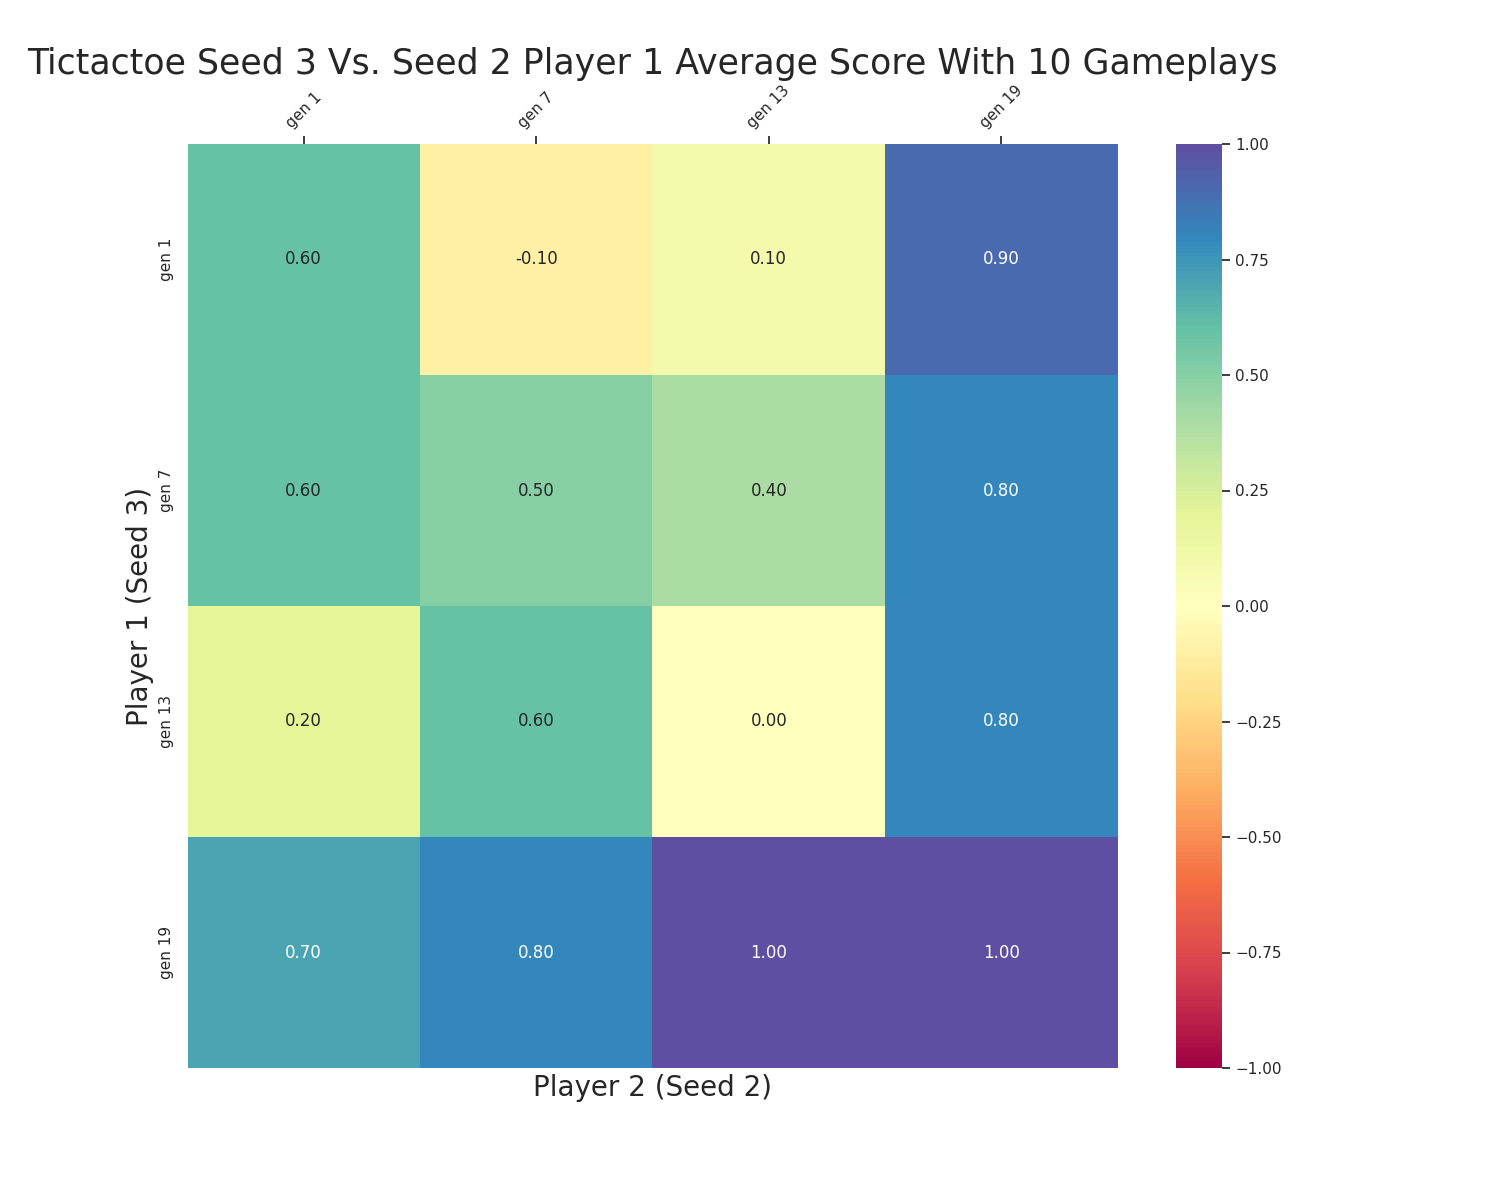 Tictactoe Seed 3 Vs. Seed 2 Player 1 Average Score With 10 Gameplays
gen 1
gen 7
gen 13
gen 19
Player 1 (Seed 3)
gen 1
0.60
-0.10
0.10
0.90
gen 7
0.60
0.50
0.40
0.80
gen 13
0.20
0.60
0.00
0.80
gen 19
0.70
0.80
1.00
1.00
Player 2 (Seed 2)
1.00
0.75
0.50
0.25
0.00
−0.25
−0.50
−0.75
−1.00